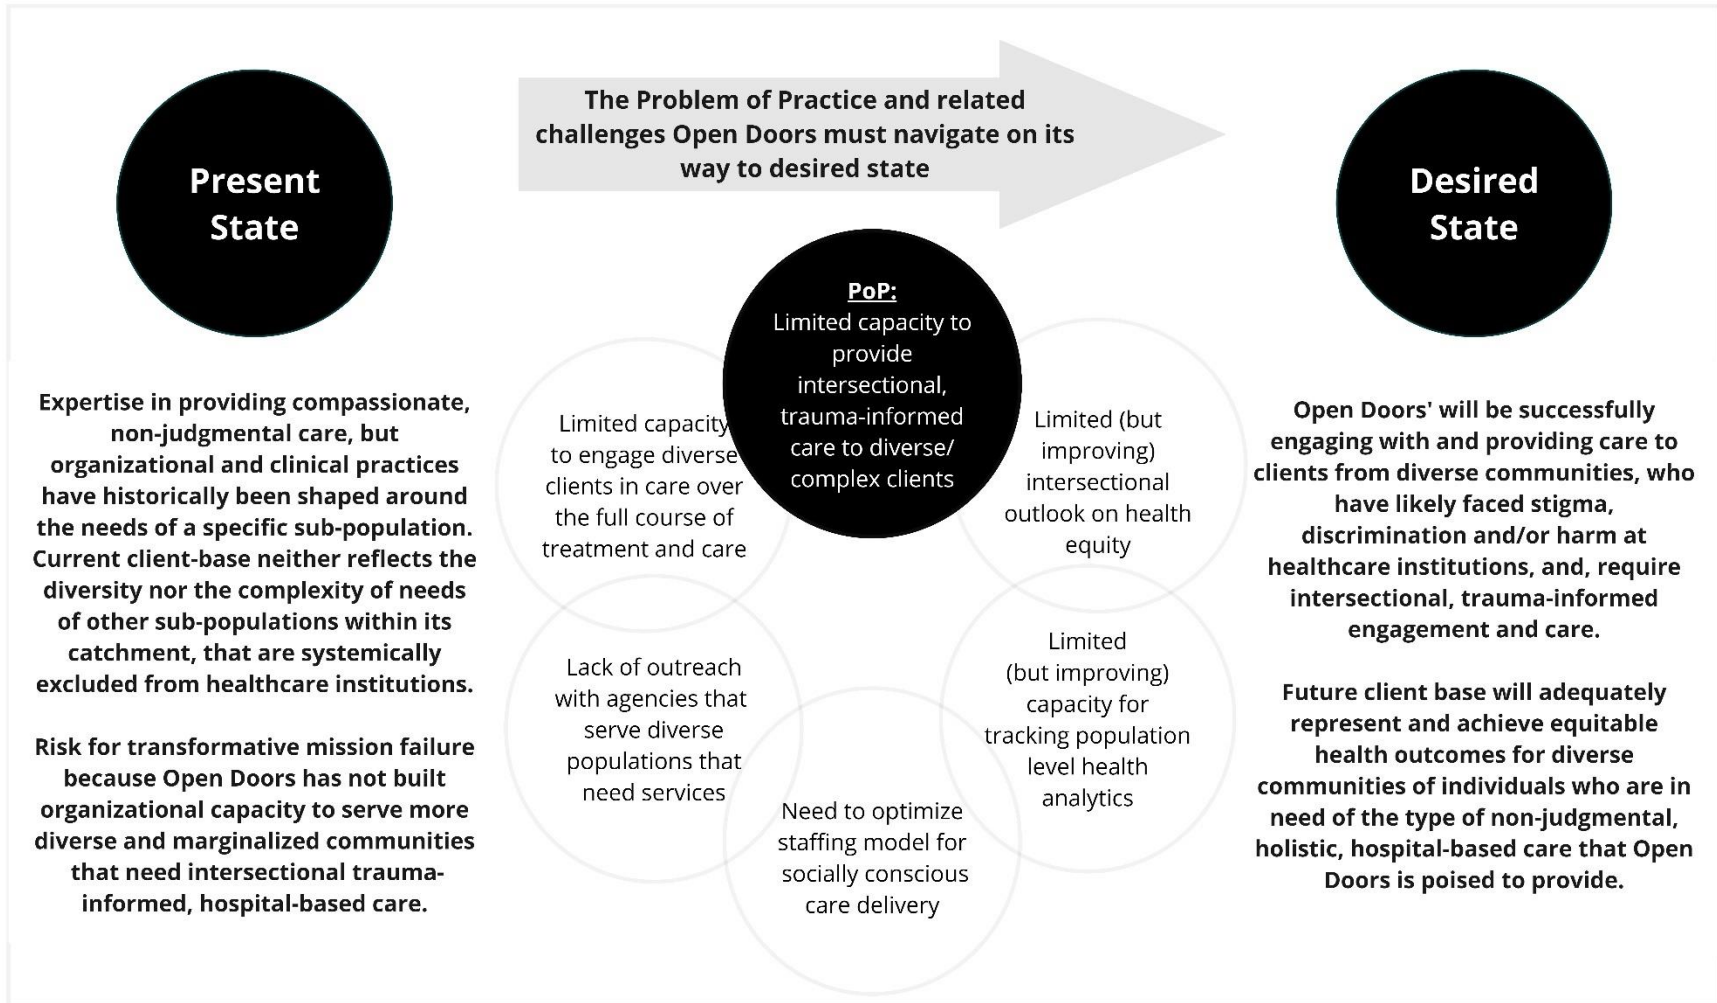 The Problem of Practice and related
challenges Open Doors must navigate on its
way to desired state
Present
State
Expertise in providing compassionate,
non-judgmental care, but
organizational and clinical practices
have historically been shaped around
the needs of a specific sub-population.
Current client-base neither reflects the
diversity nor the complexity of needs
of other sub-populations within its
catchment, that are systemically
excluded from healthcare institutions.
Risk for transformative mission failure
because Open Doors has not built
organizational capacity to serve more
diverse and marginalized communities
that need intersectional trauma-
informed, hospital-based care.
PoP:
Limited capacity to
provide
intersectional,
trauma-informed
care to diverse/
complex clients
Limited capacity
to engage diverse
clients in care over
the full course of
treatment and care
Lack of outreach
with agencies that
serve diverse
populations that
need services
Need to optimize
staffing model for
socially conscious
care delivery
Limited
(but improving)
capacity for
tracking population
level health
analytics
Limited (but
improving)
intersectional
outlook on health
equity
Desired
State
Open Doors' will be successfully
engaging with and providing care to
clients from diverse communities, who
have likely faced stigma,
discrimination and/or harm at
healthcare institutions, and, require
intersectional, trauma-informed
engagement and care.
Future client base will adequately
represent and achieve equitable
health outcomes for diverse
communities of individuals who are in
need of the type of non-judgmental,
holistic, hospital-based care that Open
Doors is poised to provide.